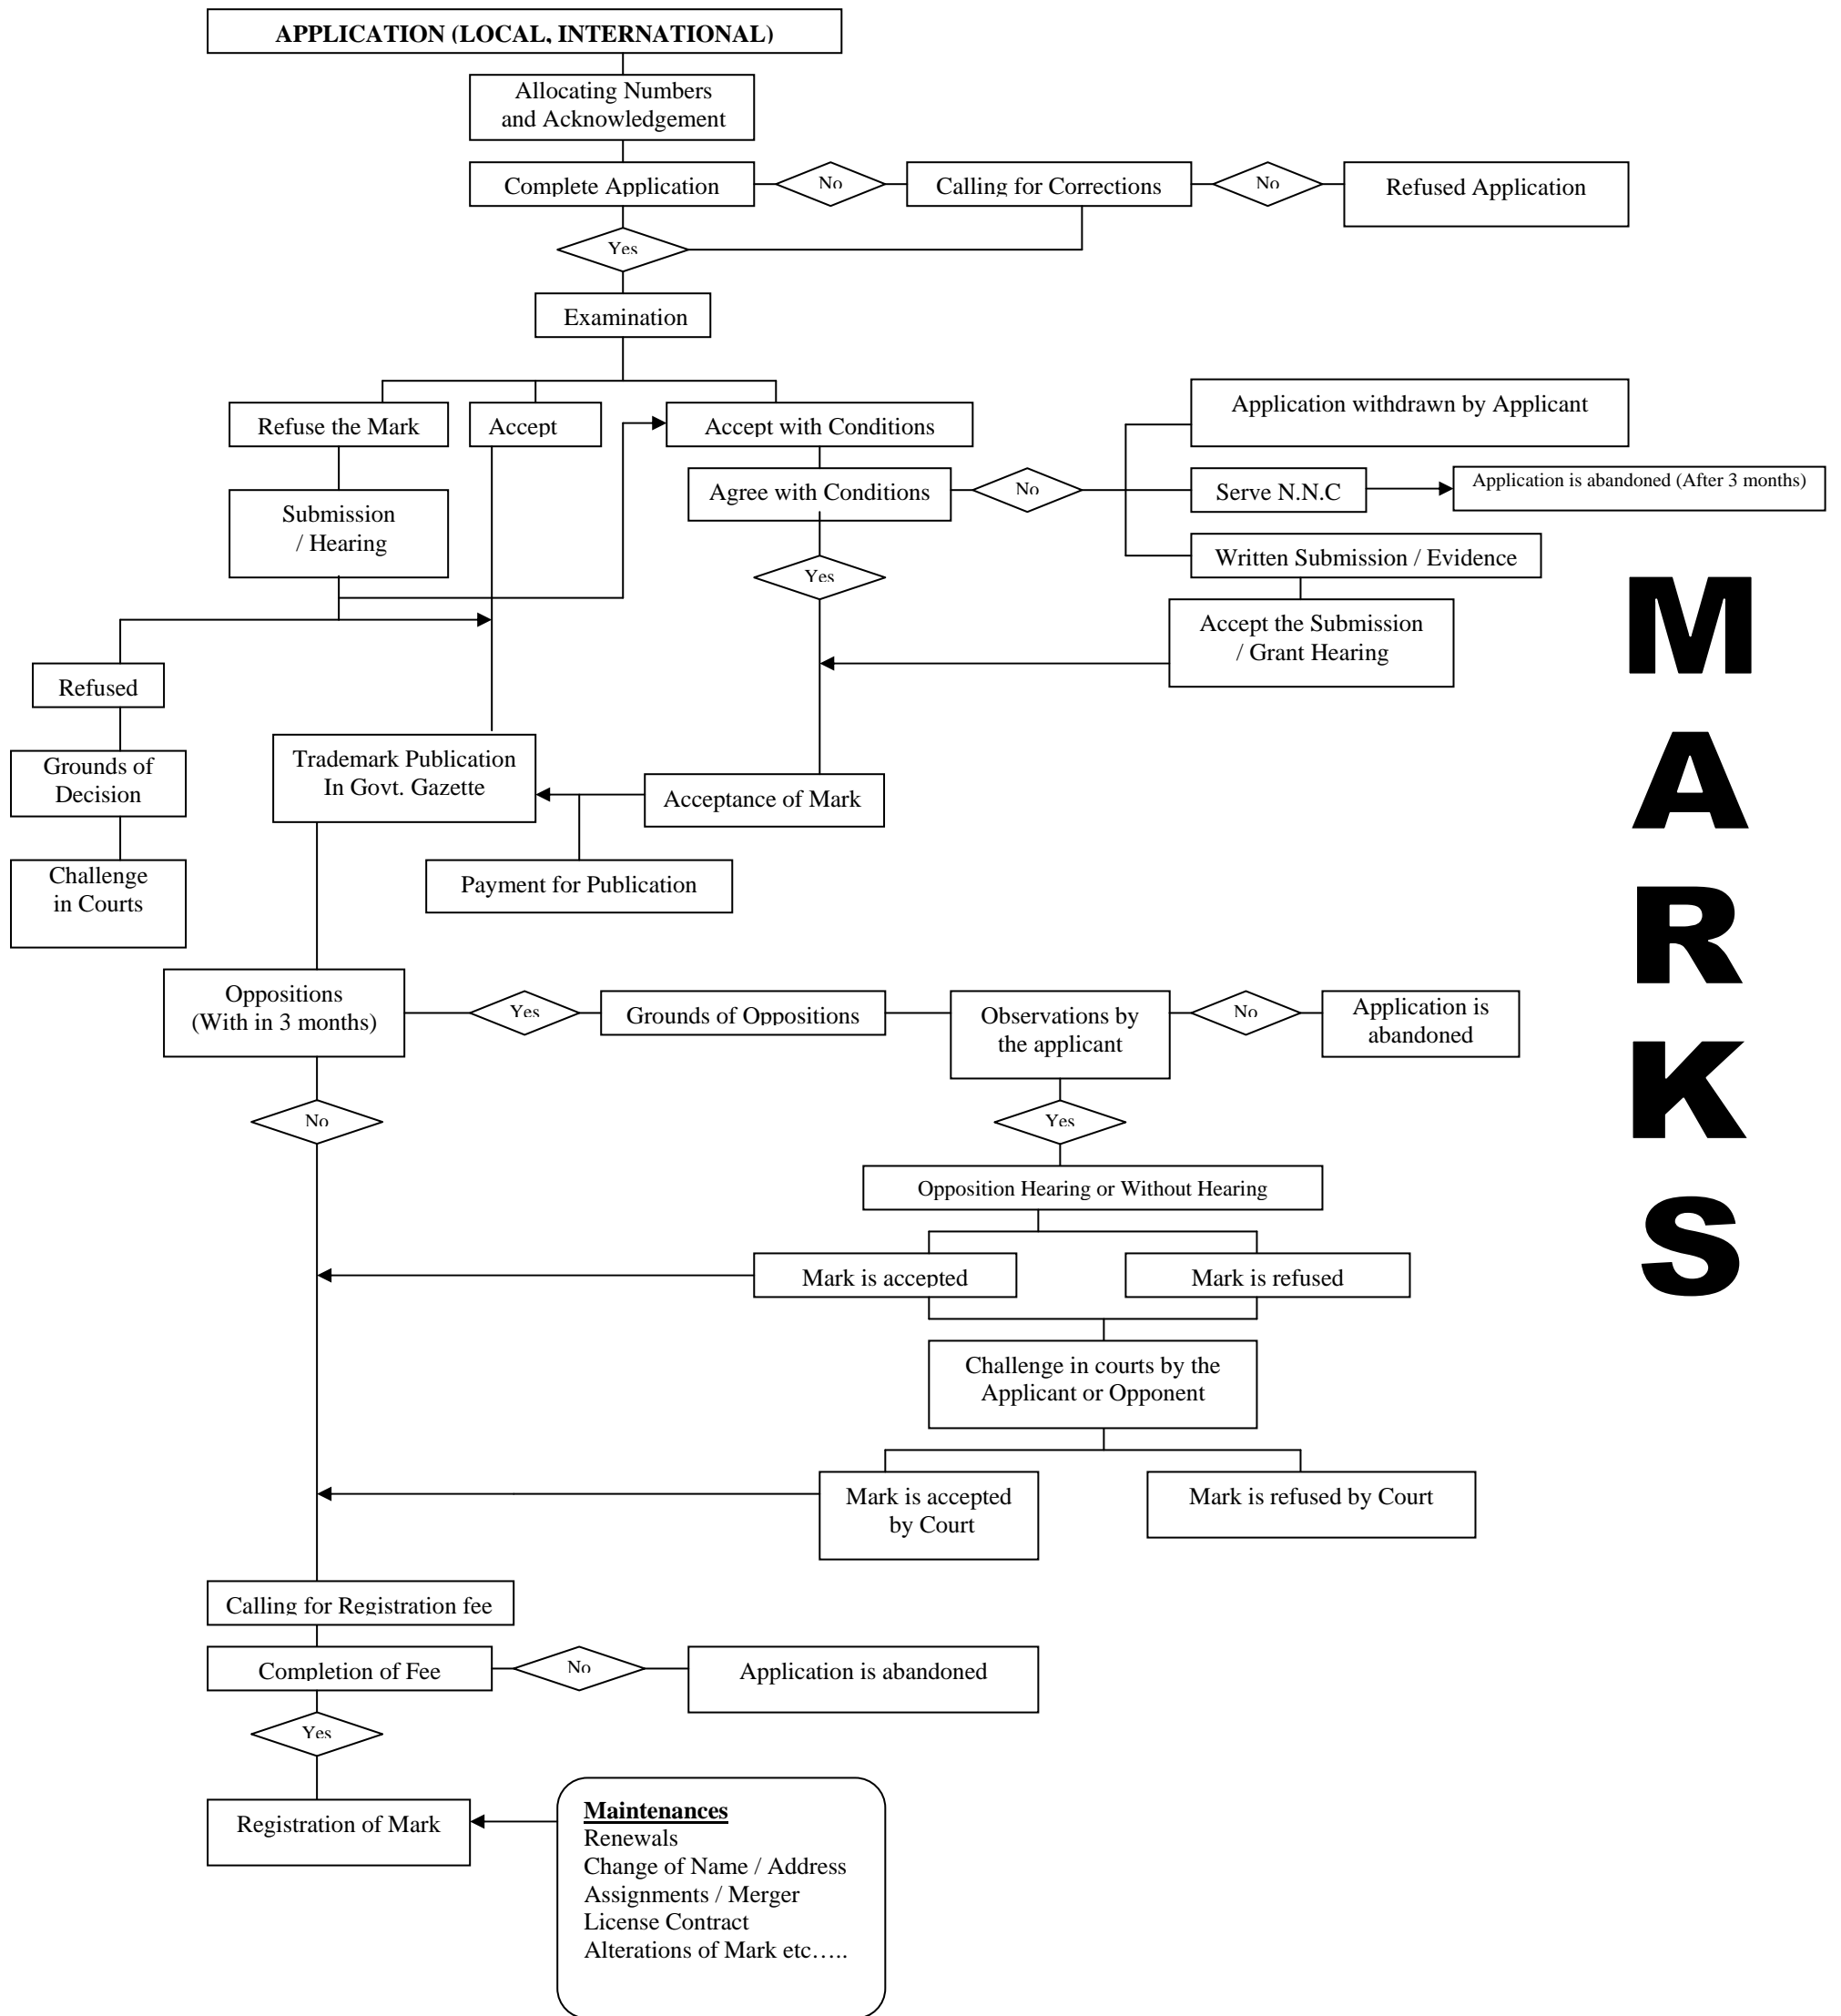 APPLICATION (LOCAL, INTERNATIONAL)
Allocating Numbers
and Acknowledgement
Complete Application
No
Calling for Corrections
No
Refused Application
Yes
Examination
Refuse the Mark
Accept
Accept with Conditions
Application withdrawn by Applicant
Agree with Conditions
No
Serve N.N.C
Application is abandoned (After 3 months)
Submission
/ Hearing
Written Submission / Evidence
Yes
Accept the Submission
/ Grant Hearing
Refused
Grounds of
Decision
Trademark Publication
In Govt. Gazette
Acceptance of Mark
Challenge
in Courts
Payment for Publication
Oppositions
(With in 3 months)
Yes
Grounds of Oppositions
Observations by
the applicant
No
Application is
abandoned
No
Yes
Opposition Hearing or Without Hearing
Mark is accepted
Mark is refused
Challenge in courts by the
Applicant or Opponent
Mark is accepted
by Court
Mark is refused by Court
Calling for Registration fee
Completion of Fee
No
Application is abandoned
Yes
Registration of Mark
Maintenances
Renewals
Change of Name / Address
Assignments / Merger
License Contract
Alterations of Mark etc…..
M
A
R
K
S